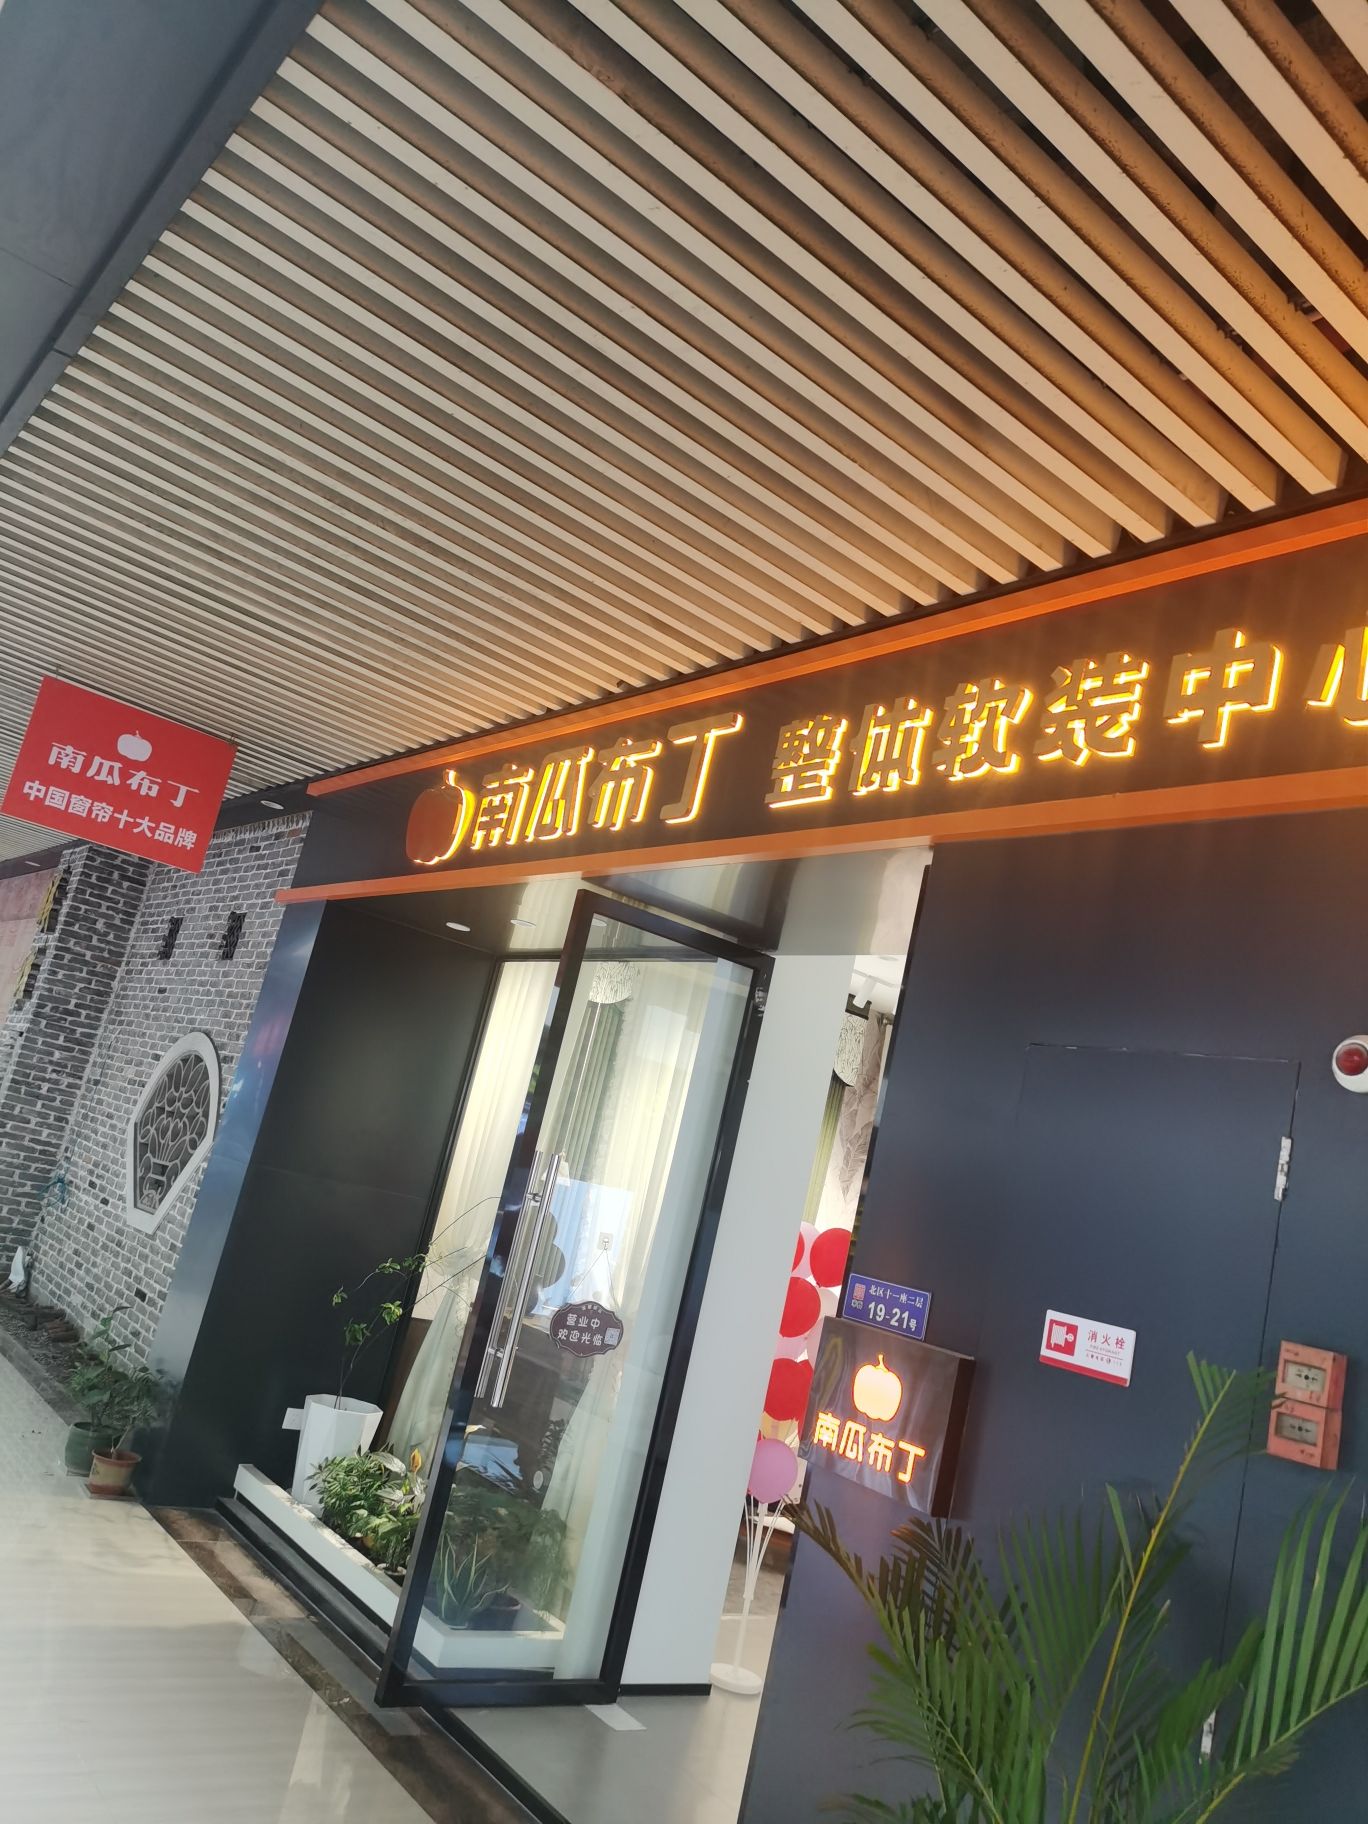 南瓜布丁 整体软装中心
南瓜布丁
中国窗帘十大品牌
营业中
欢迎光临
北区十一座二层
19-21号
南瓜布丁
消火栓